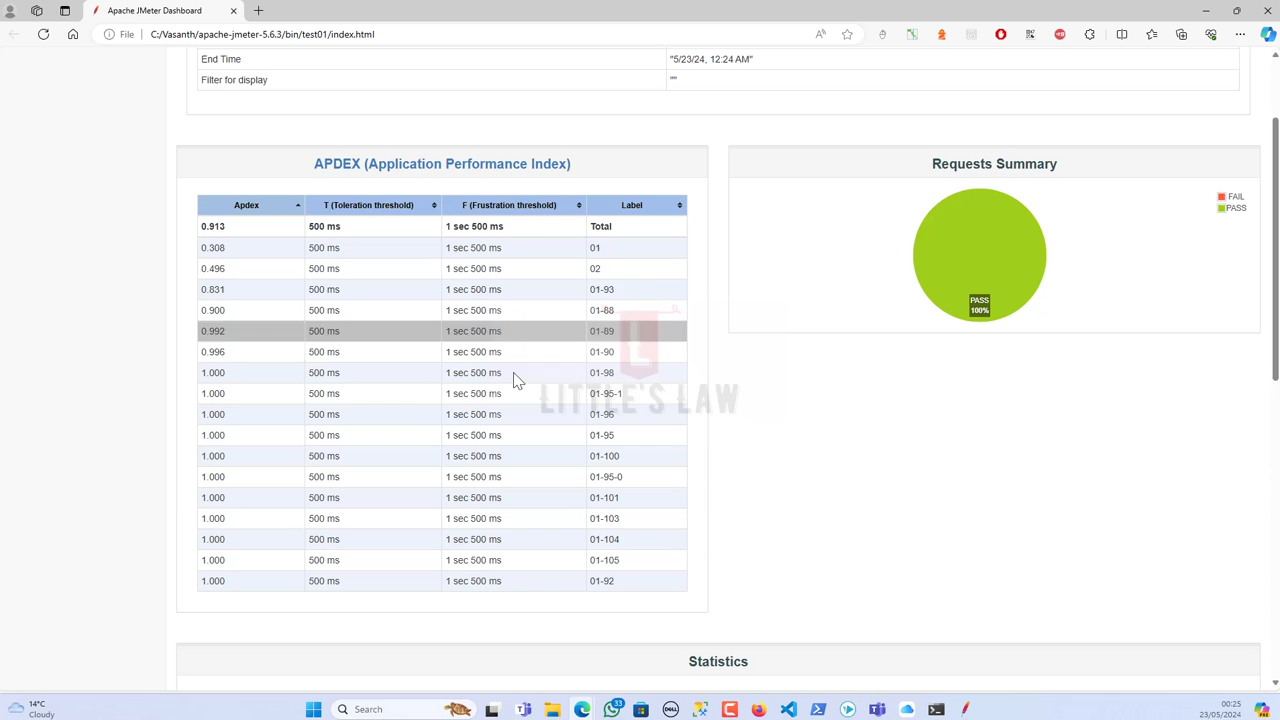 Apache JMeter Dashboard
File
C:/Vasanth/apache-jmeter-5.6.3/bin/test01/index.html
End Time "5/23/24, 12:24 AM"
Filter for display ""
APDEX (Application Performance Index)
Apdex T (Toleration threshold) F (Frustration threshold) Label
0.913 500 ms 1 sec 500 ms Total
0.308 500 ms 1 sec 500 ms 01
0.496 500 ms 1 sec 500 ms 02
0.831 500 ms 1 sec 500 ms 01-93
0.900 500 ms 1 sec 500 ms 01-88
0.992 500 ms 1 sec 500 ms 01-89
0.996 500 ms 1 sec 500 ms 01-90
1.000 500 ms 1 sec 500 ms 01-98
1.000 500 ms 1 sec 500 ms 01-95-1
1.000 500 ms 1 sec 500 ms 01-96
1.000 500 ms 1 sec 500 ms 01-95
1.000 500 ms 1 sec 500 ms 01-100
1.000 500 ms 1 sec 500 ms 01-95-0
1.000 500 ms 1 sec 500 ms 01-101
1.000 500 ms 1 sec 500 ms 01-103
1.000 500 ms 1 sec 500 ms 01-104
1.000 500 ms 1 sec 500 ms 01-105
1.000 500 ms 1 sec 500 ms 01-92
Requests Summary
FAIL
PASS
PASS
100%
LITTLE'S LAW
Statistics
14°C
Cloudy
Search
33
DELL
00:25
23/05/2024